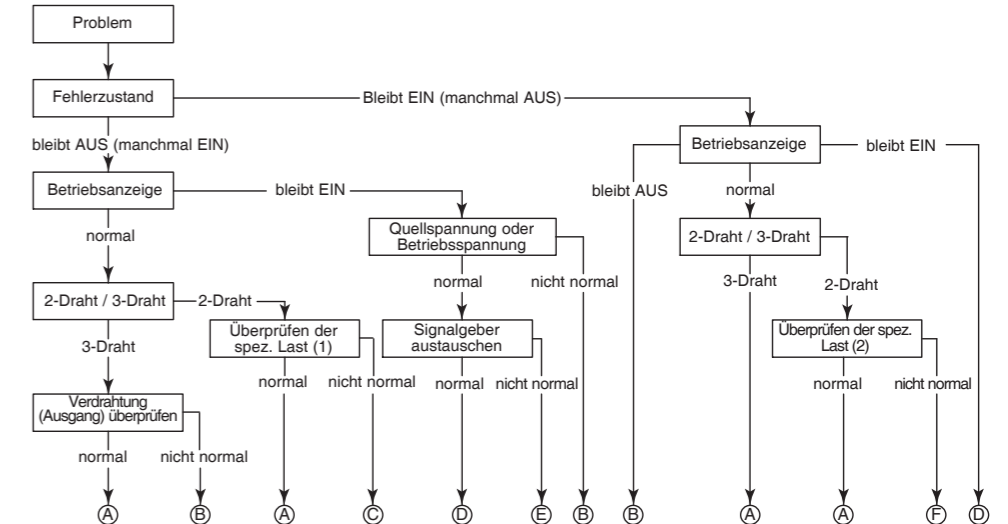 Problem
Fehlerzustand
Bleibt EIN (manchmal AUS)
bleibt AUS (manchmal EIN)
Betriebsanzeige
bleibt EIN
Betriebsanzeige
bleibt EIN
bleibt AUS
normal
normal
Quellspannung oder
Betriebsspannung
2-Draht / 3-Draht
normal
nicht normal
3-Draht
2-Draht
2-Draht / 3-Draht
2-Draht
Überprüfen der
spez. Last (1)
Signalgeber
austauschen
Überprüfen der spez.
Last (2)
3-Draht
normal
nicht normal
normal
nicht normal
normal
nicht normal
Verdrahtung
(Ausgang) überprüfen
normal
nicht normal
A
B
A
C
D
E
B
B
A
A
F
D